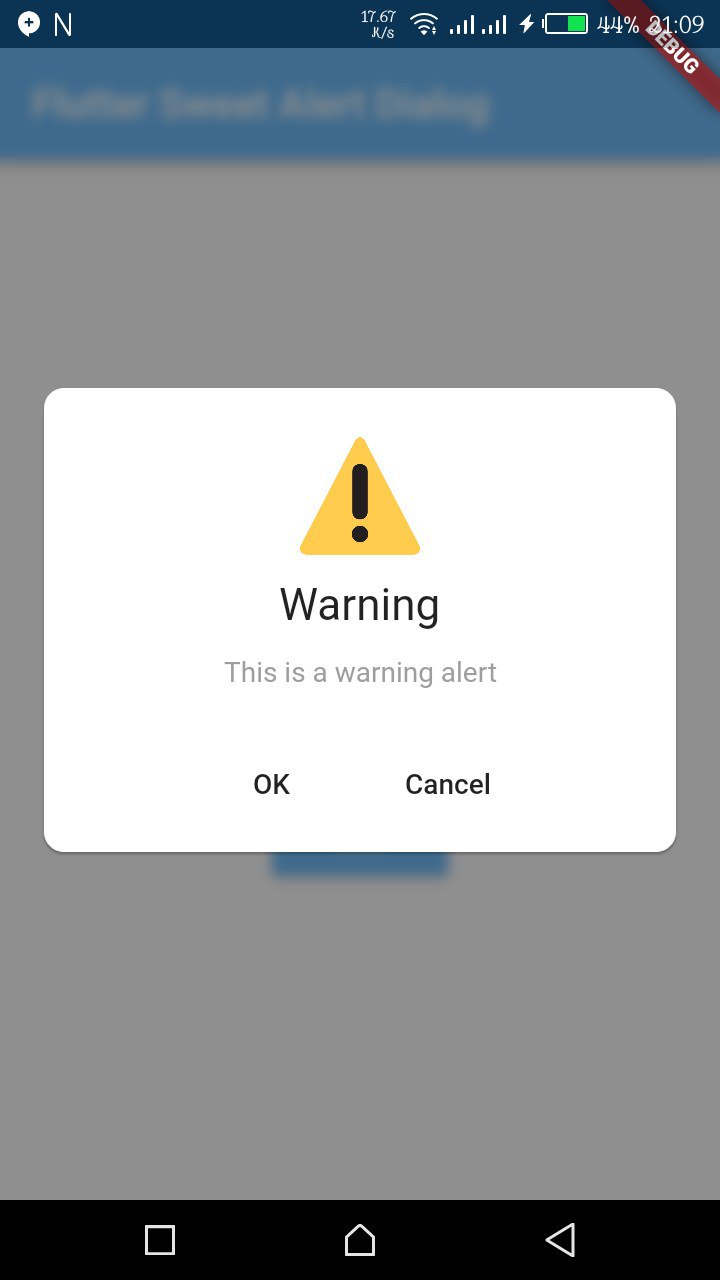 17.67
K/s
44% 21:09
DEBUG
Flutter Sweet Alert Dialog
Warning
This is a warning alert
OK Cancel